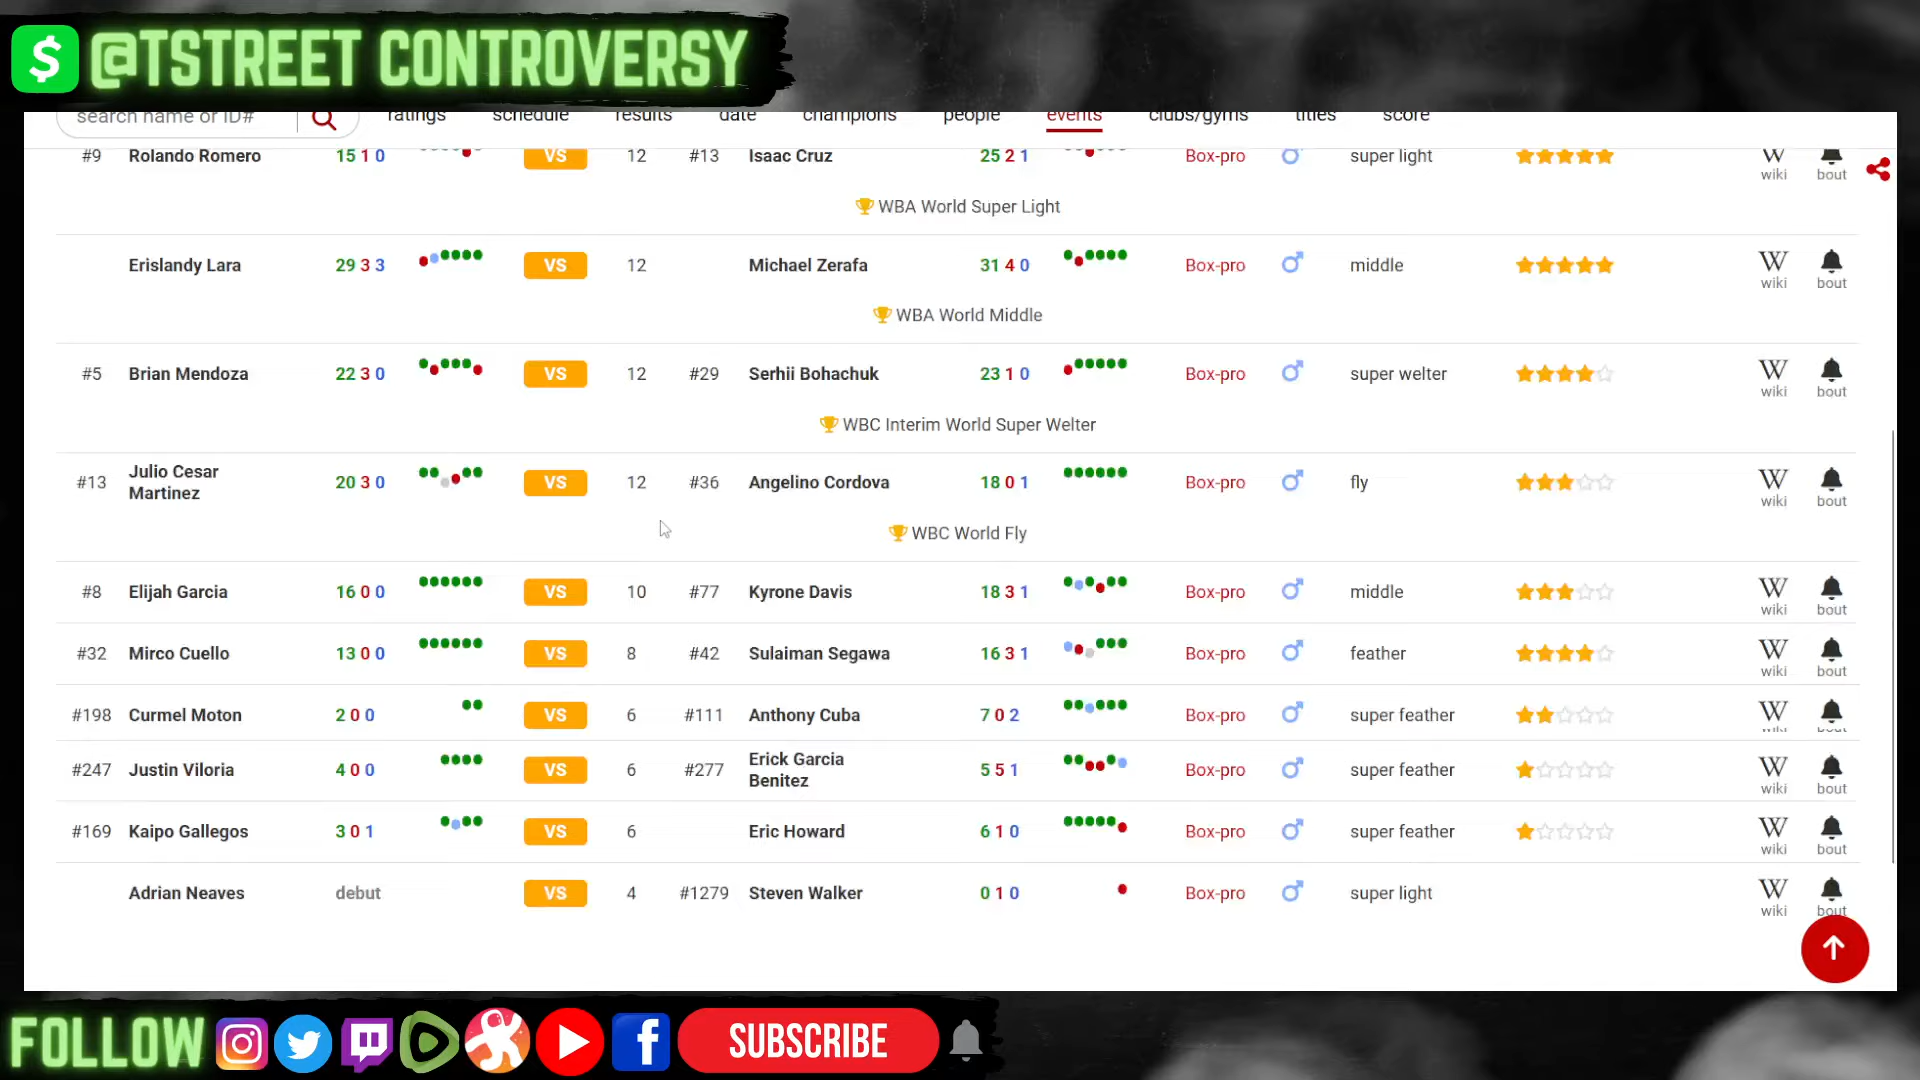 $ @TSTREET CONTROVERSY
search name or ID# ratings schedule results date champions people events clubs/gyms titles score
#9 Rolando Romero 15 1 0 VS 12 #13 Isaac Cruz 25 2 1 Box-pro super light W wiki bout
WBA World Super Light
Erislandy Lara 29 3 3 VS 12 Michael Zerafa 31 4 0 Box-pro middle W wiki bout
WBA World Middle
#5 Brian Mendoza 22 3 0 VS 12 #29 Serhii Bohachuk 23 1 0 Box-pro super welter W wiki bout
WBC Interim World Super Welter
#13 Julio Cesar Martinez 20 3 0 VS 12 #36 Angelino Cordova 18 0 1 Box-pro fly W wiki bout
WBC World Fly
#8 Elijah Garcia 16 0 0 VS 10 #77 Kyrone Davis 18 3 1 Box-pro middle W wiki bout
#32 Mirco Cuello 13 0 0 VS 8 #42 Sulaiman Segawa 16 3 1 Box-pro feather W wiki bout
#198 Curmel Moton 2 0 0 VS 6 #111 Anthony Cuba 7 0 2 Box-pro super feather W wiki bout
#247 Justin Viloria 4 0 0 VS 6 #277 Erick Garcia Benitez 5 5 1 Box-pro super feather W wiki bout
#169 Kaipo Gallegos 3 0 1 VS 6 Eric Howard 6 1 0 Box-pro super feather W wiki bout
Adrian Neaves debut VS 4 #1279 Steven Walker 0 1 0 Box-pro super light W wiki bout
FOLLOW f SUBSCRIBE